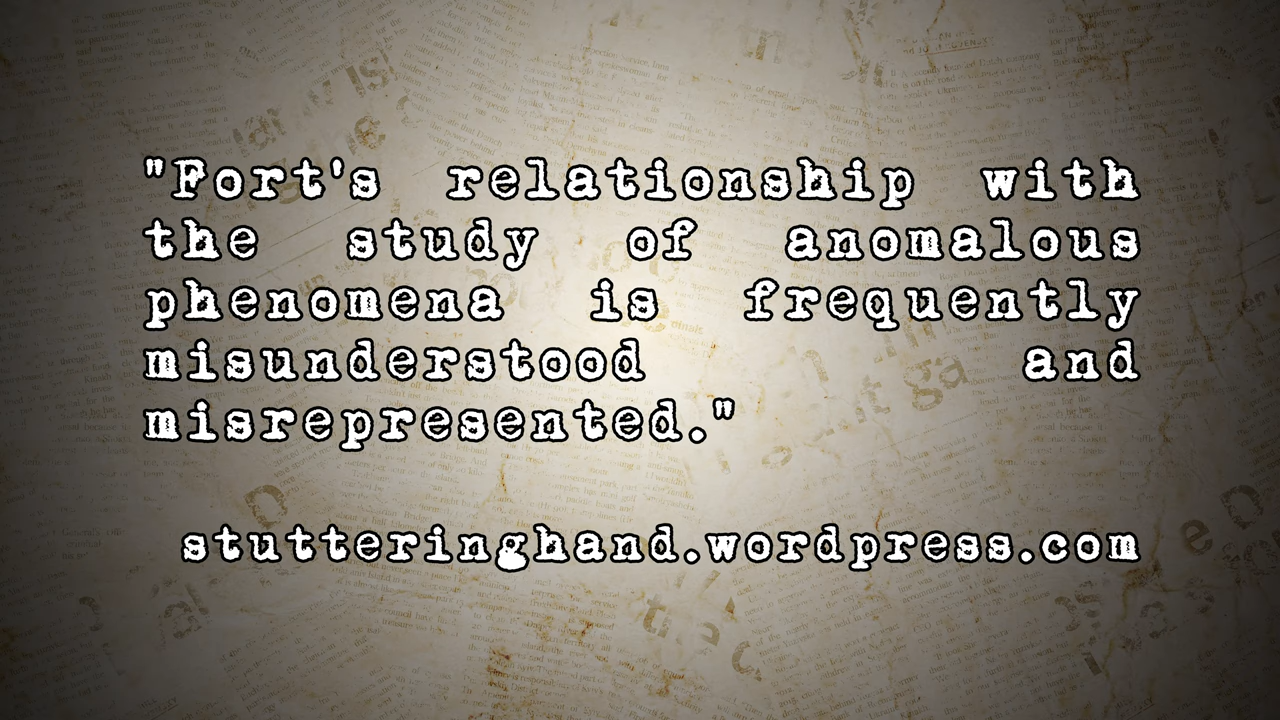 "Fort's relationship with
the study of anomalous
phenomena is frequently
misunderstood and
misrepresented."
stutteringhand.wordpress.com